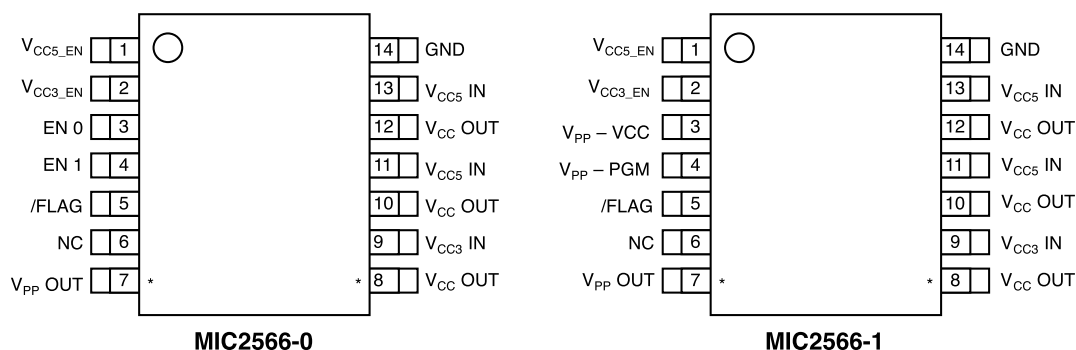 VCC5_EN 1 14 GND
VCC3_EN 2 13 VCC5 IN
EN 0 3 12 VCC OUT
EN 1 4 11 VCC5 IN
/FLAG 5 10 VCC OUT
NC 6 9 VCC3 IN
VPP OUT 7 * * 8 VCC OUT
MIC2566-0
VCC5_EN 1 14 GND
VCC3_EN 2 13 VCC5 IN
VPP – VCC 3 12 VCC OUT
VPP – PGM 4 11 VCC5 IN
/FLAG 5 10 VCC OUT
NC 6 9 VCC3 IN
VPP OUT 7 * * 8 VCC OUT
MIC2566-1